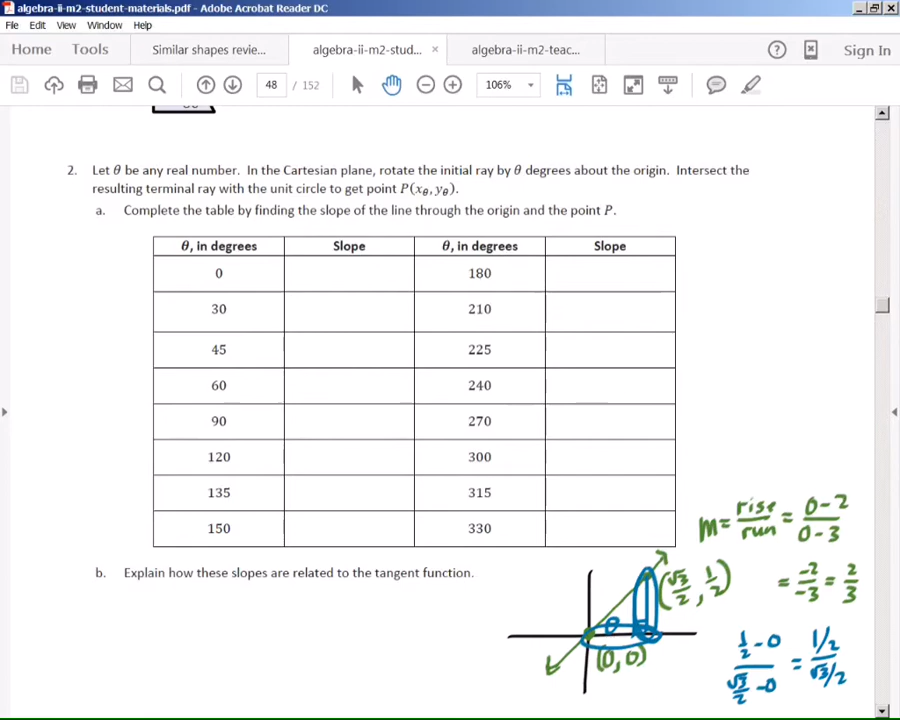 algebra-ii-m2-student-materials.pdf - Adobe Acrobat Reader DC
File Edit View Window Help
Home Tools Similar shapes revie... algebra-ii-m2-stud... × algebra-ii-m2-teac... Sign In
48 / 152 106%
2. Let θ be any real number. In the Cartesian plane, rotate the initial ray by θ degrees about the origin. Intersect the
resulting terminal ray with the unit circle to get point P(xθ, yθ).
a. Complete the table by finding the slope of the line through the origin and the point P.
θ, in degrees Slope θ, in degrees Slope
0 180
30 210
45 225
60 240
90 270
120 300
135 315
150 330
m = rise/run = (0-2)/(0-3)
b. Explain how these slopes are related to the tangent function.
(√3/2, 1/2)
= -2/-3 = 2/3
θ
(0,0)
(1/2 - 0)/(√3/2 - 0) = (1/2)/(√3/2)